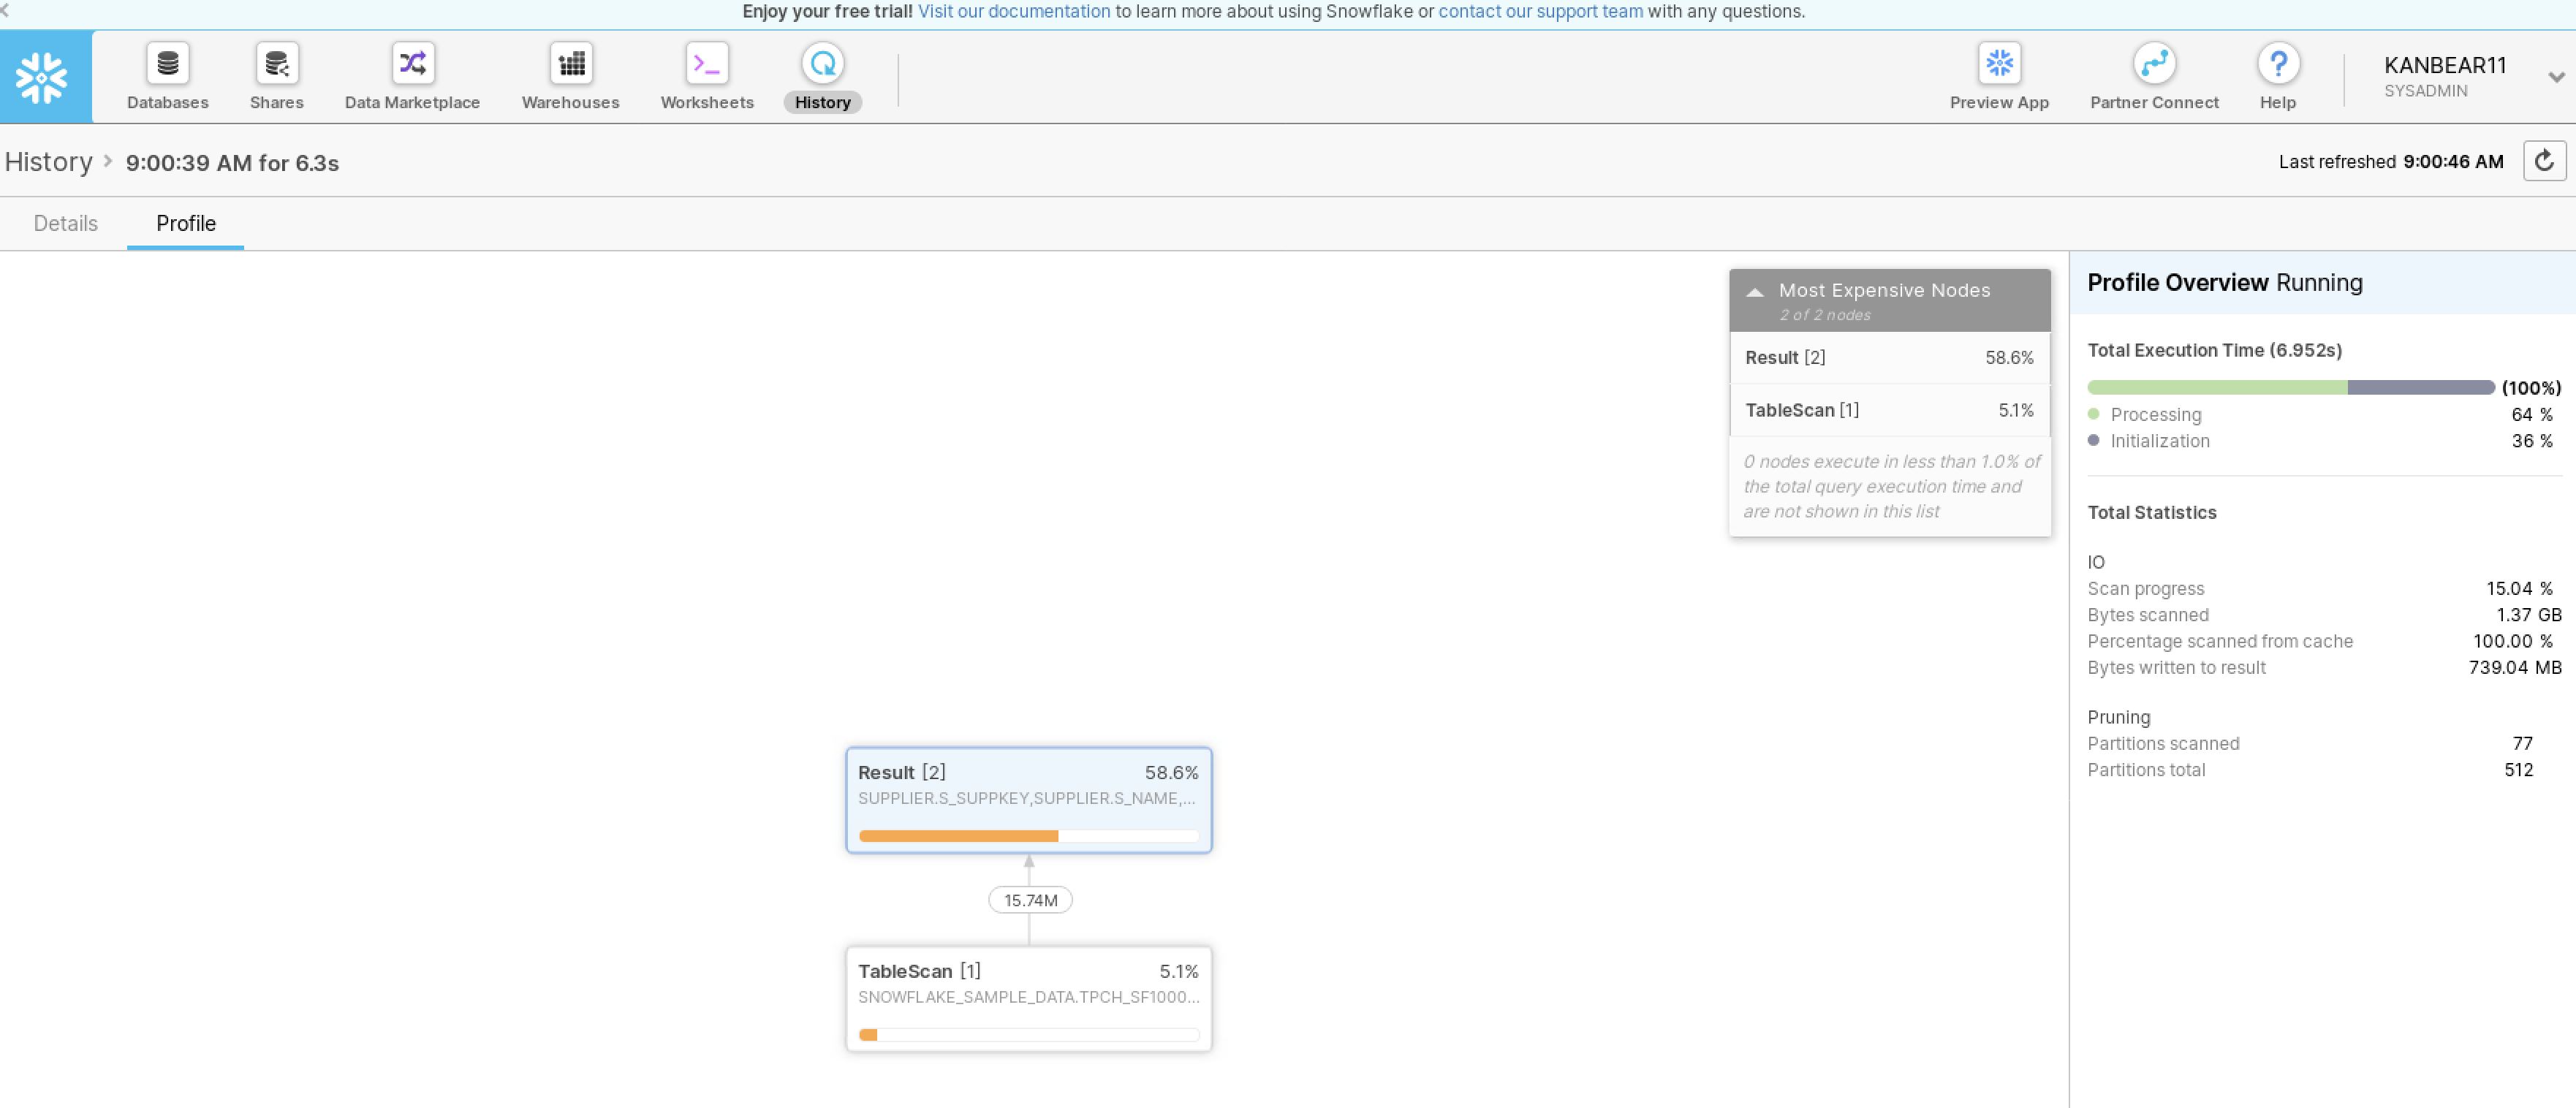 Enjoy your free trial! Visit our documentation to learn more about using Snowflake or contact our support team with any questions.
Databases
Shares
Data Marketplace
Warehouses
Worksheets
History
Preview App
Partner Connect
Help
KANBEAR11
SYSADMIN
History > 9:00:39 AM for 6.3s
Last refreshed 9:00:46 AM
Details
Profile
Most Expensive Nodes
2 of 2 nodes
Result [2] 58.6%
TableScan [1] 5.1%
0 nodes execute in less than 1.0% of
the total query execution time and
are not shown in this list
Result [2] 58.6%
SUPPLIER.S_SUPPKEY,SUPPLIER.S_NAME,...
15.74M
TableScan [1] 5.1%
SNOWFLAKE_SAMPLE_DATA.TPCH_SF1000...
Profile Overview Running
Total Execution Time (6.952s)
(100%)
Processing 64 %
Initialization 36 %
Total Statistics
IO
Scan progress 15.04 %
Bytes scanned 1.37 GB
Percentage scanned from cache 100.00 %
Bytes written to result 739.04 MB
Pruning
Partitions scanned 77
Partitions total 512